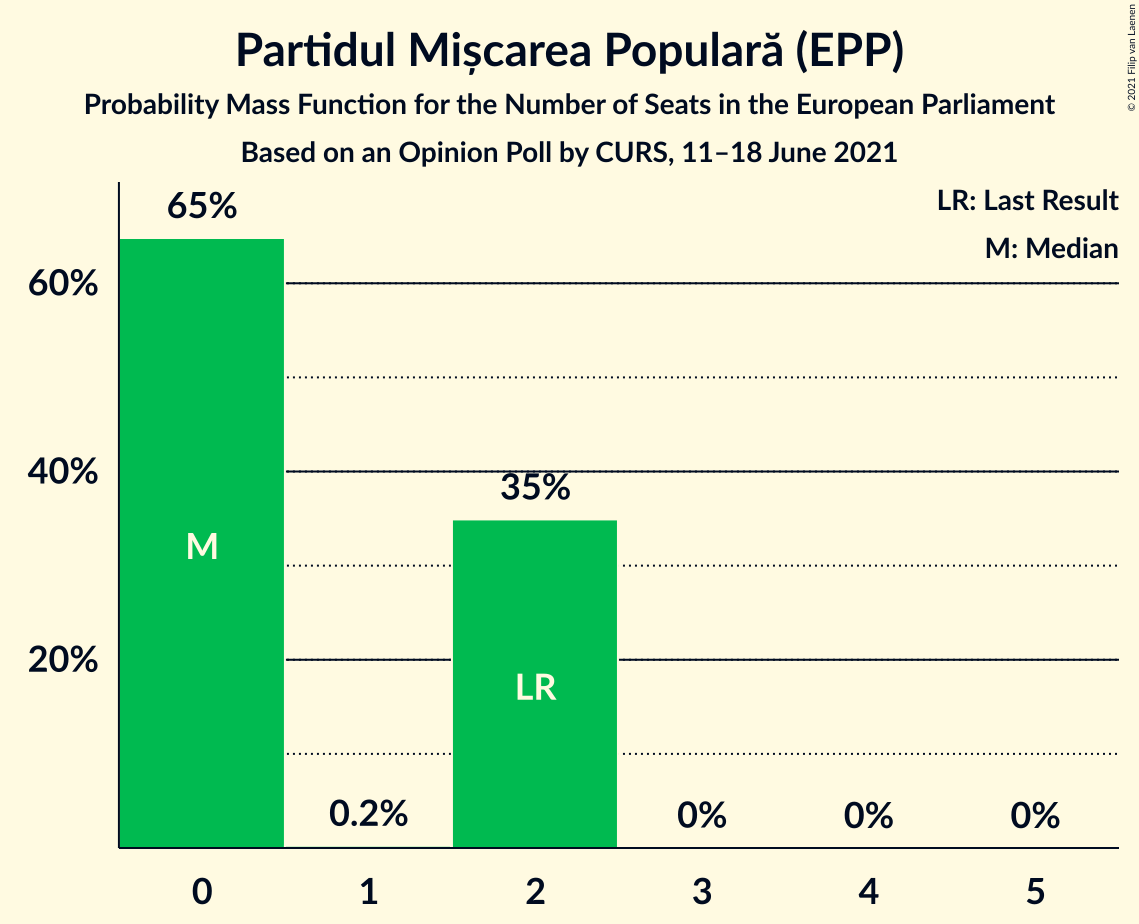 Partidul Mișcarea Populară (EPP)
Probability Mass Function for the Number of Seats in the European Parliament
Based on an Opinion Poll by CURS, 11–18 June 2021
© 2021 Filip van Laenen
LR: Last Result
M: Median
65%
60%
40%
35%
M
20%
LR
0.2%
0%
0%
0%
0
1
2
3
4
5